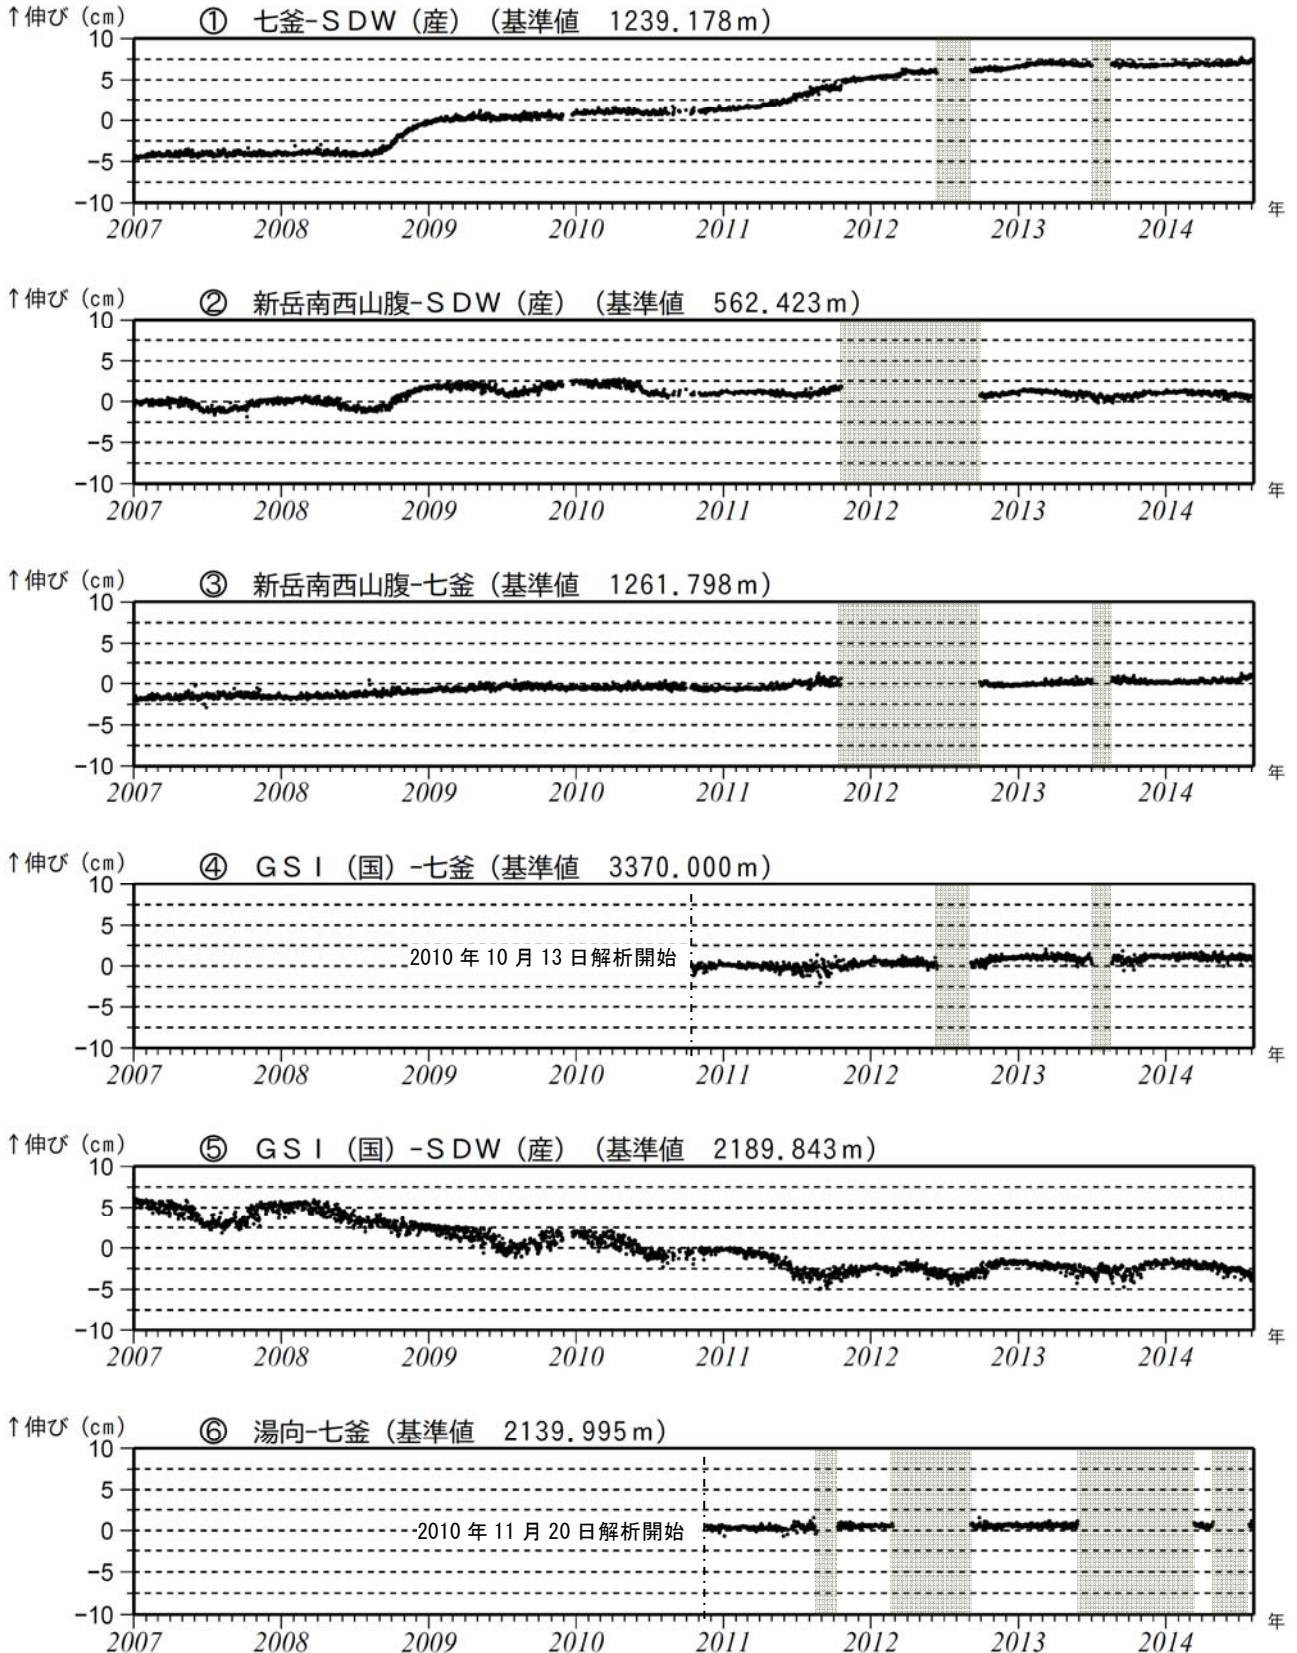 ↑伸び (cm) ① 七釜-SDW（産）（基準値 1239.178m）
10
5
0
-5
-10
2007 2008 2009 2010 2011 2012 2013 2014 年
↑伸び (cm) ② 新岳南西山腹-SDW（産）（基準値 562.423m）
10
5
0
-5
-10
2007 2008 2009 2010 2011 2012 2013 2014 年
↑伸び (cm) ③ 新岳南西山腹-七釜（基準値 1261.798m）
10
5
0
-5
-10
2007 2008 2009 2010 2011 2012 2013 2014 年
↑伸び (cm) ④ GSI（国）-七釜（基準値 3370.000m）
10
5
2010年10月13日解析開始
0
-5
-10
2007 2008 2009 2010 2011 2012 2013 2014 年
↑伸び (cm) ⑤ GSI（国）-SDW（産）（基準値 2189.843m）
10
5
0
-5
-10
2007 2008 2009 2010 2011 2012 2013 2014 年
↑伸び (cm) ⑥ 湯向-七釜（基準値 2139.995m）
10
5
0
2010年11月20日解析開始
-5
-10
2007 2008 2009 2010 2011 2012 2013 2014 年